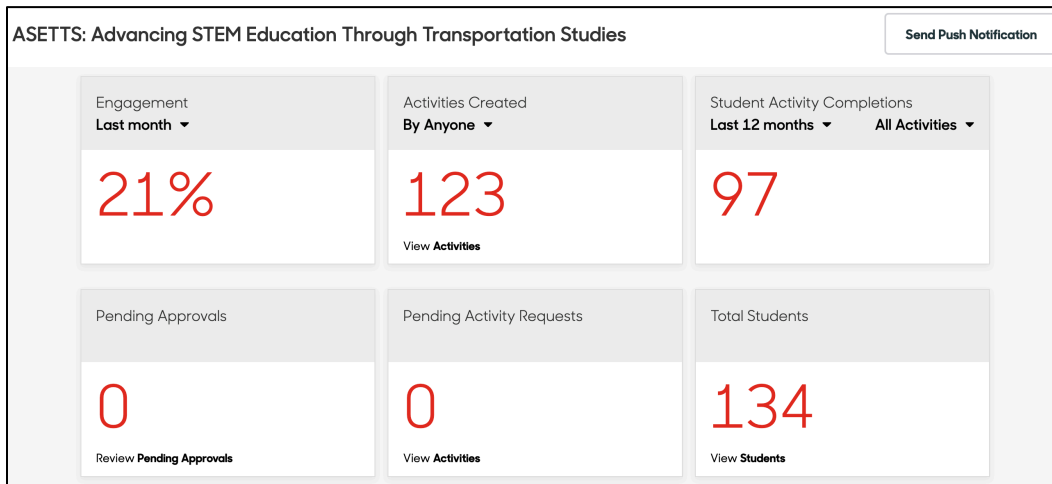 ASETTS: Advancing STEM Education Through Transportation Studies
Send Push Notification
Engagement
Last month
21%
Activities Created
By Anyone
123
View Activities
Student Activity Completions
Last 12 months All Activities
97
Pending Approvals
0
Review Pending Approvals
Pending Activity Requests
0
View Activities
Total Students
134
View Students